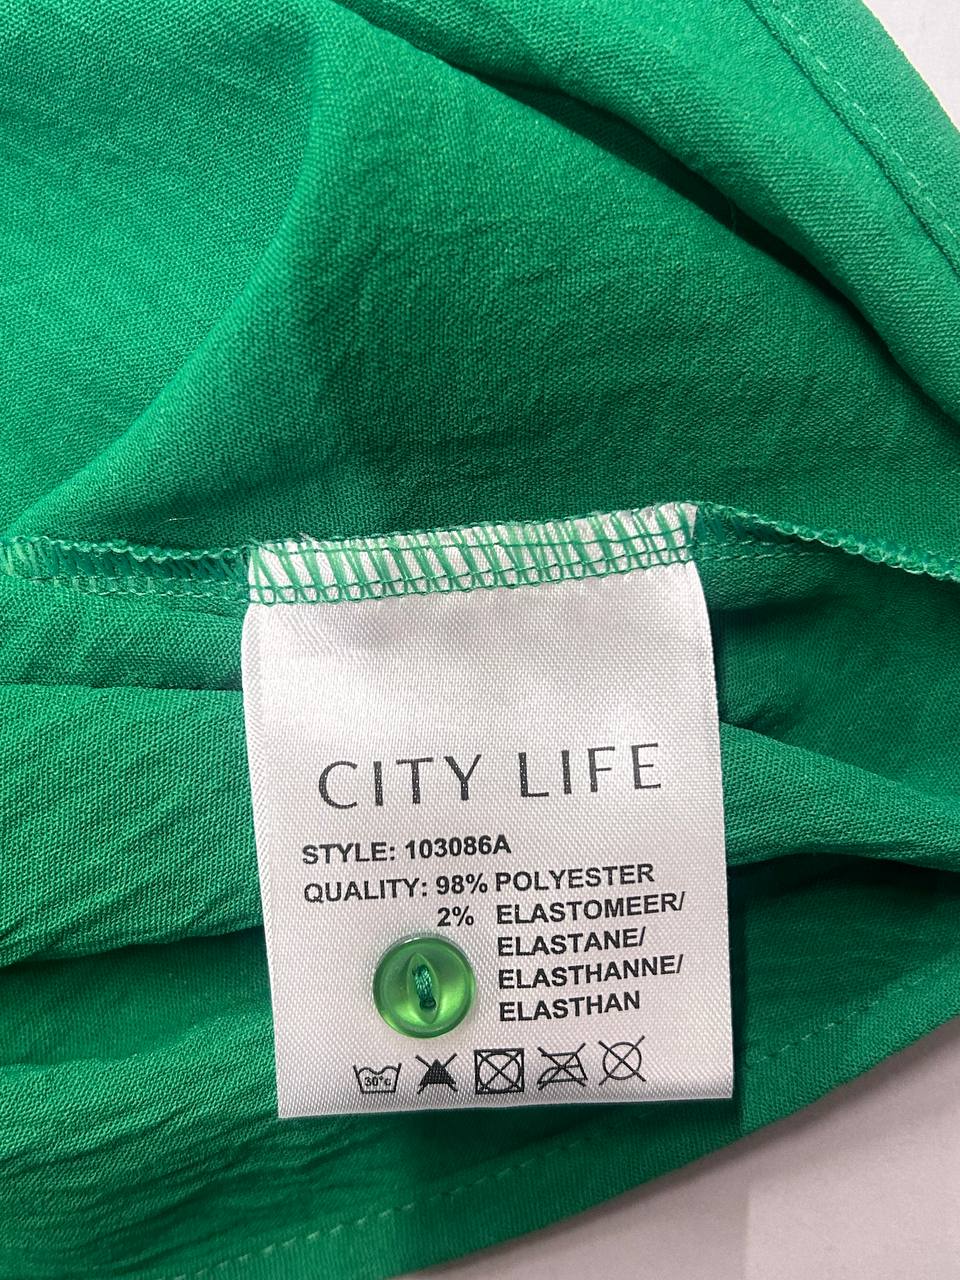 CITY LIFE
STYLE: 103086A
QUALITY: 98% POLYESTER
2% ELASTOMEER/
ELASTANE/
ELASTHANNE/
ELASTHAN
30°C